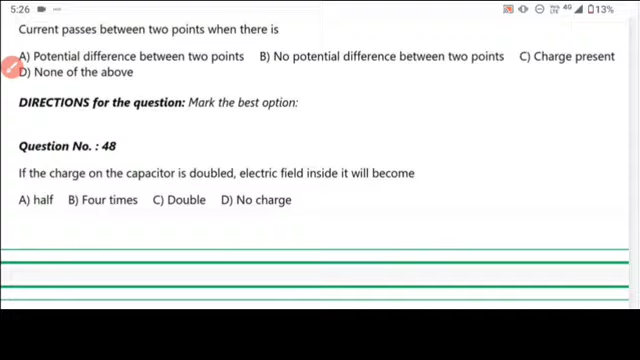 5:26
4G 13%
Current passes between two points when there is
A) Potential difference between two points B) No potential difference between two points C) Charge present
D) None of the above
DIRECTIONS for the question: Mark the best option:
Question No. : 48
If the charge on the capacitor is doubled, electric field inside it will become
A) half B) Four times C) Double D) No charge